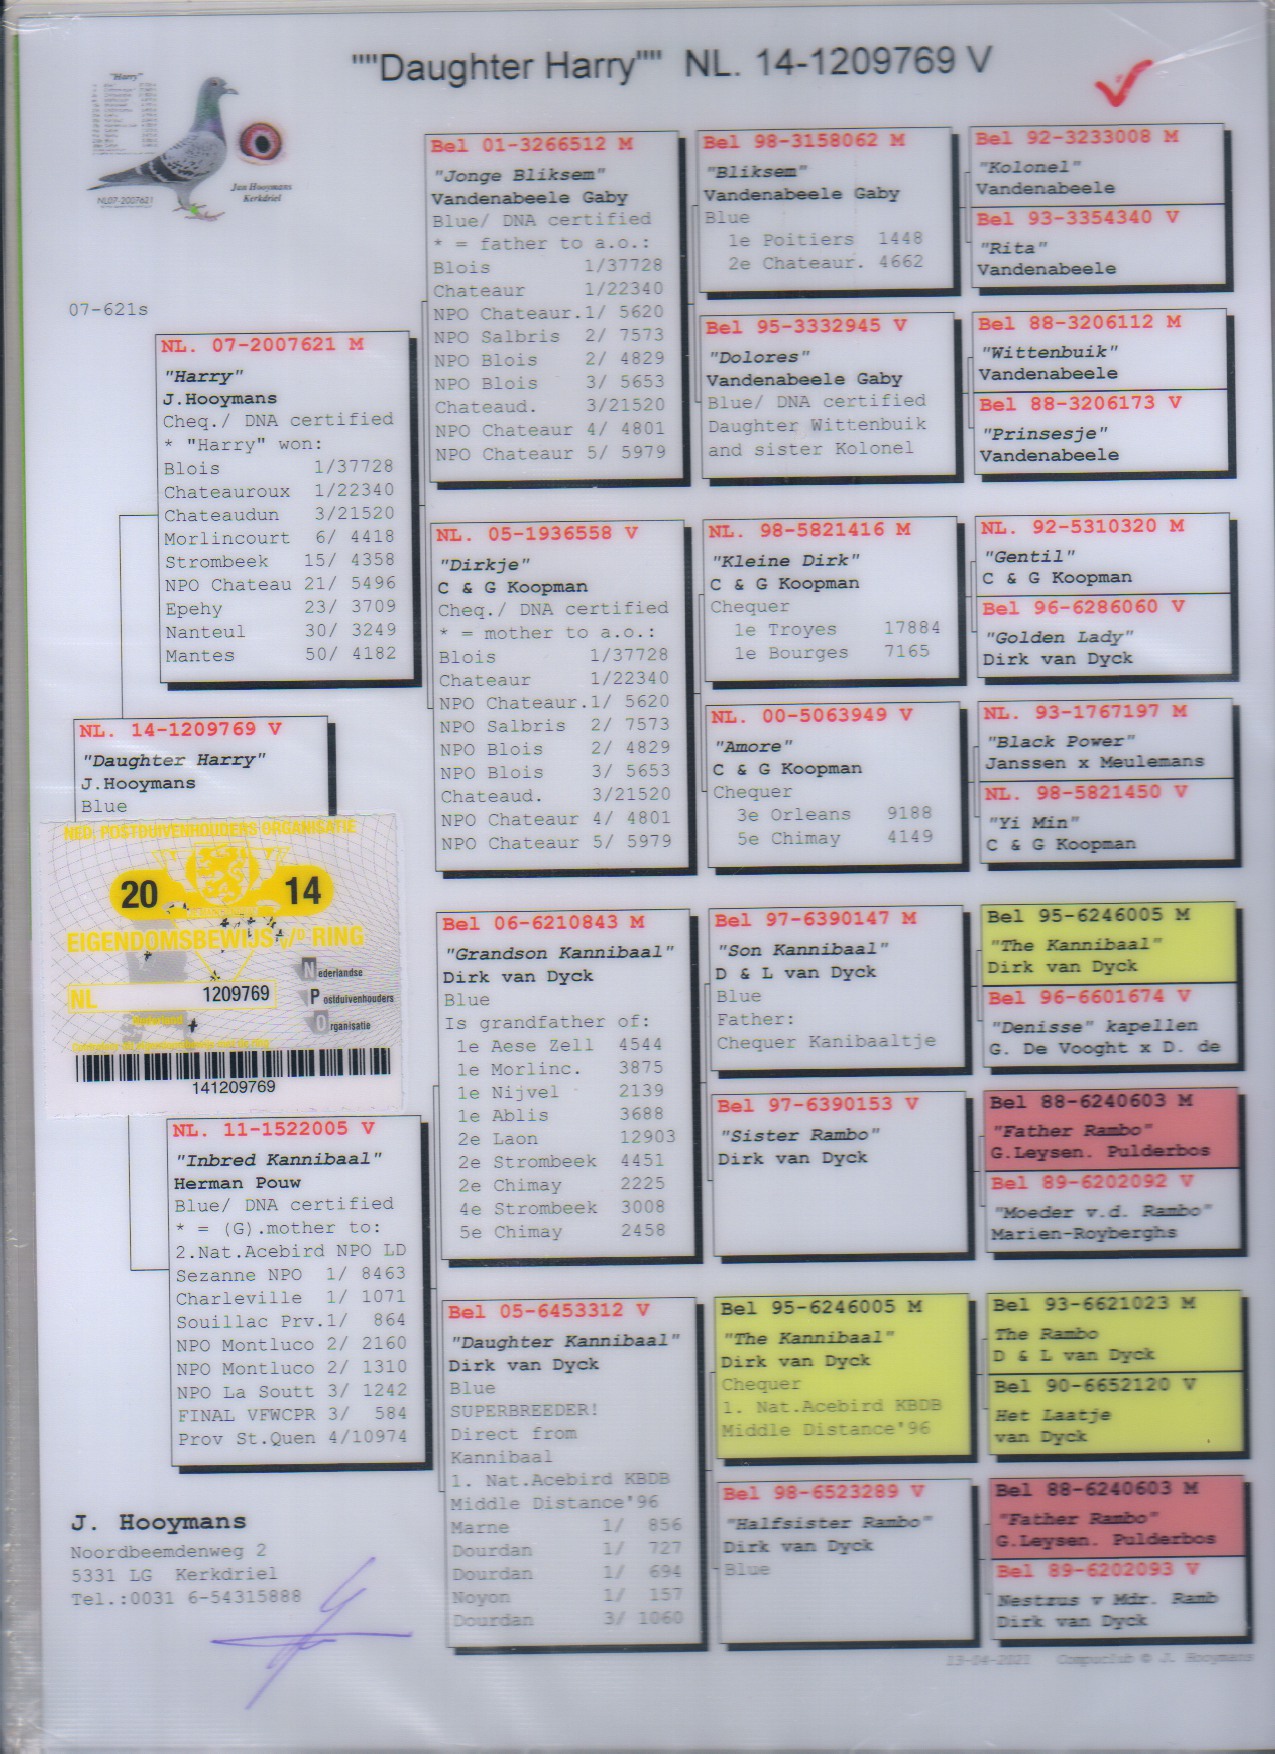 ""Daughter Harry"" NL. 14-1209769 V
"Harry"
NL07-2007621
Jan Hooymans
Kerkdriel
07-621s
NL. 07-2007621 M
"Harry"
J.Hooymans
Cheq./ DNA certified
* "Harry" won:
Blois 1/37728
Chateauroux 1/22340
Chateaudun 3/21520
Morlincourt 6/ 4418
Strombeek 15/ 4358
NPO Chateau 21/ 5496
Epehy 23/ 3709
Nanteul 30/ 3249
Mantes 50/ 4182
NL. 14-1209769 V
"Daughter Harry"
J.Hooymans
Blue
NED. POSTDUIVENHOUDERS ORGANISATIE
20 14
EIGENDOMSBEWIJS v/D RING
Nederlandse
NL 1209769
Postduivenhouders
Organisatie
141209769
NL. 11-1522005 V
"Inbred Kannibaal"
Herman Pouw
Blue/ DNA certified
* = (G).mother to:
2.Nat.Acebird NPO LD
Sezanne NPO 1/ 8463
Charleville 1/ 1071
Souillac Prv.1/ 864
NPO Montluco 2/ 2160
NPO Montluco 2/ 1310
NPO La Soutt 3/ 1242
FINAL VFWCPR 3/ 584
Prov St.Quen 4/10974
J. Hooymans
Noordbeemdenweg 2
5331 LG Kerkdriel
Tel.:0031 6-54315888
Bel 01-3266512 M
"Jonge Bliksem"
Vandenabeele Gaby
Blue/ DNA certified
* = father to a.o.:
Blois 1/37728
Chateaur 1/22340
NPO Chateaur.1/ 5620
NPO Salbris 2/ 7573
NPO Blois 2/ 4829
NPO Blois 3/ 5653
Chateaud. 3/21520
NPO Chateaur 4/ 4801
NPO Chateaur 5/ 5979
NL. 05-1936558 V
"Dirkje"
C & G Koopman
Cheq./ DNA certified
* = mother to a.o.:
Blois 1/37728
Chateaur 1/22340
NPO Chateaur.1/ 5620
NPO Salbris 2/ 7573
NPO Blois 2/ 4829
NPO Blois 3/ 5653
Chateaud. 3/21520
NPO Chateaur 4/ 4801
NPO Chateaur 5/ 5979
Bel 06-6210843 M
"Grandson Kannibaal"
Dirk van Dyck
Blue
Is grandfather of:
1e Aese Zell 4544
1e Morlinc. 3875
1e Nijvel 2139
1e Ablis 3688
2e Laon 12903
2e Strombeek 4451
2e Chimay 2225
4e Strombeek 3008
5e Chimay 2458
Bel 05-6453312 V
"Daughter Kannibaal"
Dirk van Dyck
Blue
SUPERBREEDER!
Direct from
Kannibaal
1. Nat.Acebird KBDB
Middle Distance'96
Marne 1/ 856
Dourdan 1/ 727
Dourdan 1/ 694
Noyon 1/ 157
Dourdan 3/ 1060
Bel 98-3158062 M
"Bliksem"
Vandenabeele Gaby
Blue
1e Poitiers 1448
2e Chateaur. 4662
Bel 95-3332945 V
"Dolores"
Vandenabeele Gaby
Blue/ DNA certified
Daughter Wittenbuik
and sister Kolonel
NL. 98-5821416 M
"Kleine Dirk"
C & G Koopman
Chequer
1e Troyes 17884
1e Bourges 7165
NL. 00-5063949 V
"Amore"
C & G Koopman
Chequer
3e Orleans 9188
5e Chimay 4149
Bel 97-6390147 M
"Son Kannibaal"
D & L van Dyck
Blue
Father:
Chequer Kanibaaltje
Bel 97-6390153 V
"Sister Rambo"
Dirk van Dyck
Bel 95-6246005 M
"The Kannibaal"
Dirk van Dyck
Chequer
1. Nat.Acebird KBDB
Middle Distance'96
Bel 98-6523289 V
"Halfsister Rambo"
Dirk van Dyck
Blue
Bel 92-3233008 M
"Kolonel"
Vandenabeele
Bel 93-3354340 V
"Rita"
Vandenabeele
Bel 88-3206112 M
"Wittenbuik"
Vandenabeele
Bel 88-3206173 V
"Prinsesje"
Vandenabeele
NL. 92-5310320 M
"Gentil"
C & G Koopman
Bel 96-6286060 V
"Golden Lady"
Dirk van Dyck
NL. 93-1767197 M
"Black Power"
Janssen x Meulemans
NL. 98-5821450 V
"Yi Min"
C & G Koopman
Bel 95-6246005 M
"The Kannibaal"
Dirk van Dyck
Bel 96-6601674 V
"Denisse" kapellen
G. De Vooght x D. de
Bel 88-6240603 M
"Father Rambo"
G.Leysen. Pulderbos
Bel 89-6202092 V
"Moeder v.d. Rambo"
Marien-Royberghs
Bel 93-6621023 M
The Rambo
D & L van Dyck
Bel 90-6652120 V
Het Laatje
van Dyck
Bel 88-6240603 M
"Father Rambo"
G.Leysen. Pulderbos
Bel 89-6202093 V
Nestzus v Mdr. Ramb
Dirk van Dyck
13-04-2021 Compuclub © J. Hooymans